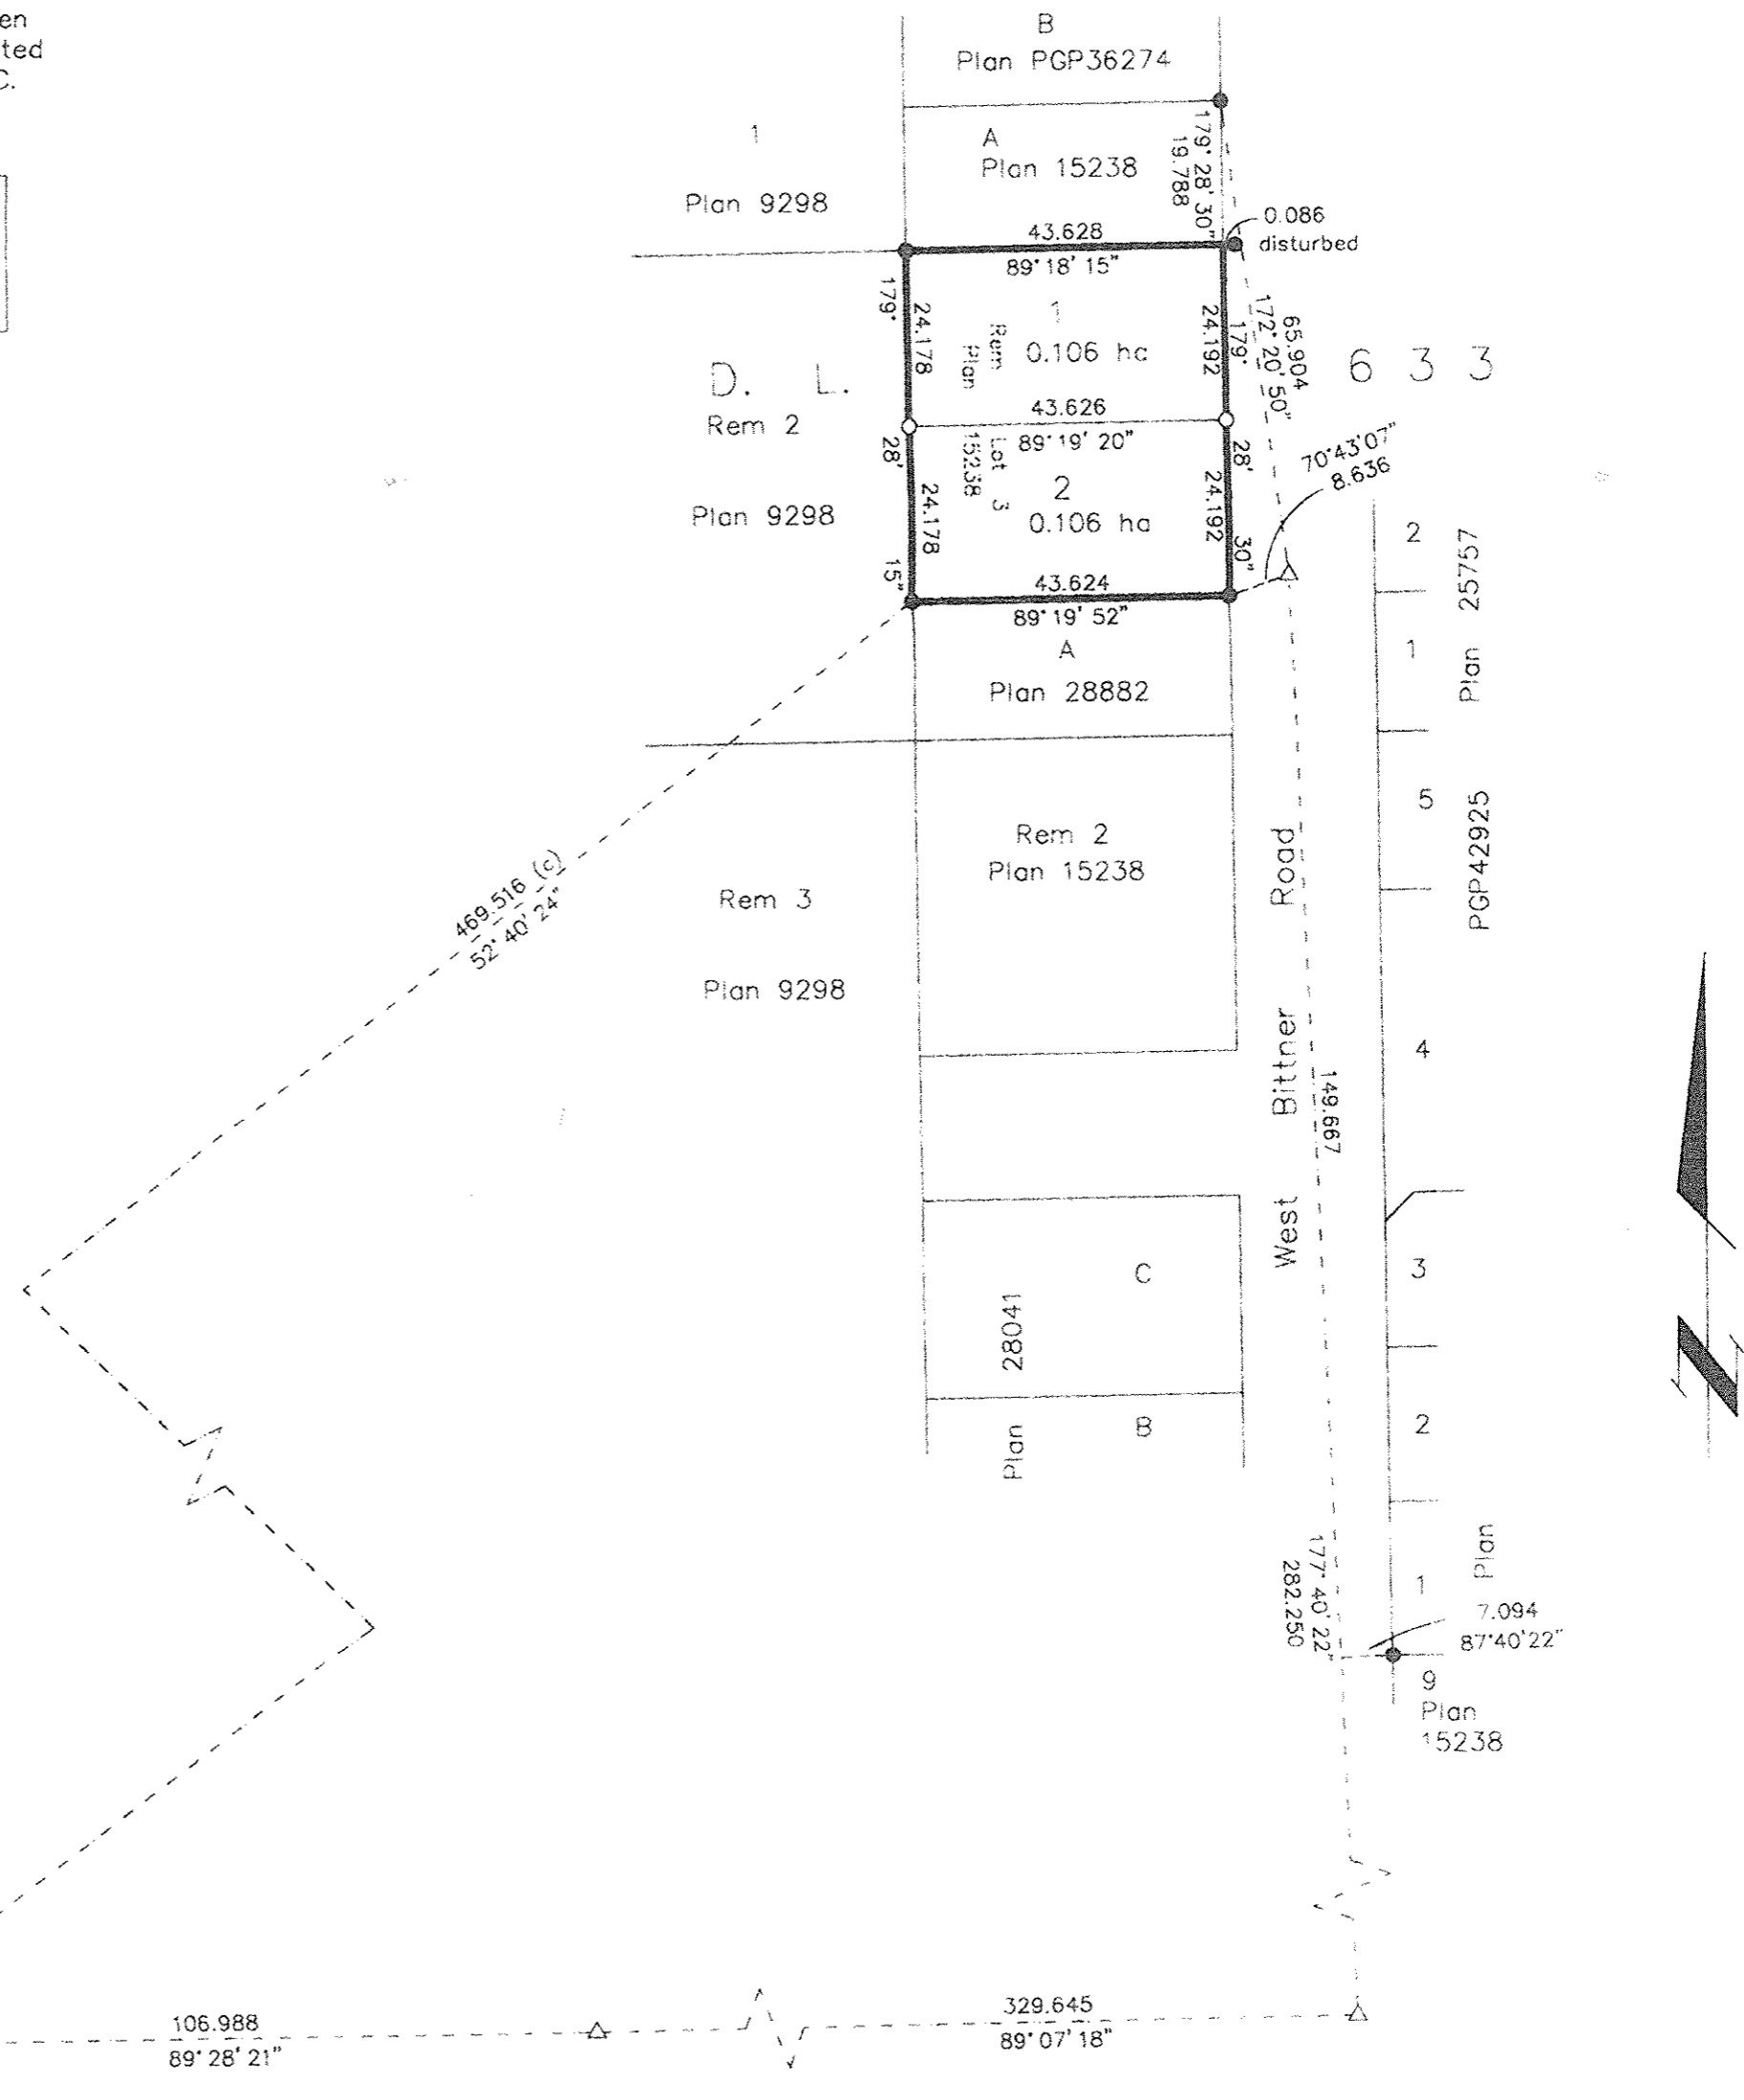 en
ted
C.
B
Plan PGP36274
1
Plan 9298
A
Plan 15238
179° 28' 30"
19.788
0.086
disturbed
43.628
89° 18' 15"
179°
28'
15"
24.178
24.178
1
0.106 ha
Rem Lot 3
Plan 15238
24.192
24.192
179°
28'
30"
65.904
172° 20' 50"
D. L.
6 3 3
Rem 2
Plan 9298
43.626
89° 19' 20"
2
0.106 ha
70°43'07"
8.636
43.624
89° 19' 52"
A
Plan 28882
2
1
Plan 25757
5
PGP42925
4
3
2
1
Plan
Rem 2
Plan 15238
Rem 3
Plan 9298
469.516 (c)
52° 40' 24"
West Bittner Road
149.667
C
B
Plan 28041
177° 40' 22"
282.250
7.094
87°40'22"
9
Plan
15238
N
106.988
89° 28' 21"
329.645
89° 07' 18"